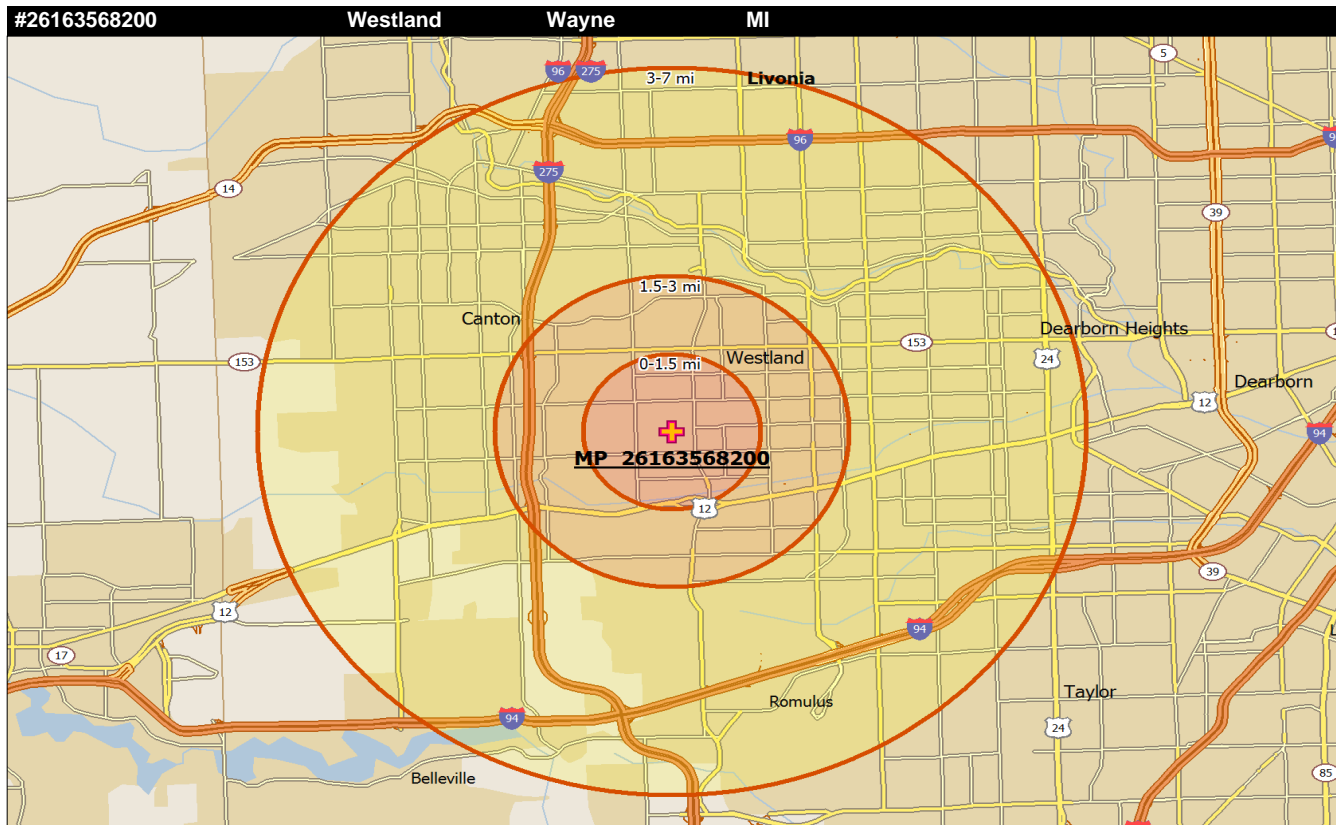 #26163568200 Westland Wayne MI
5
96 275
3-7 mi
Livonia
96
9
275
14
39
1.5-3 mi
Canton
Dearborn Heights
153
153
Westland
24
1
0-1.5 mi
Dearborn
12
94
MP 26163568200
12
39
12
94
17
L
Taylor
Romulus
94
24
Belleville
85